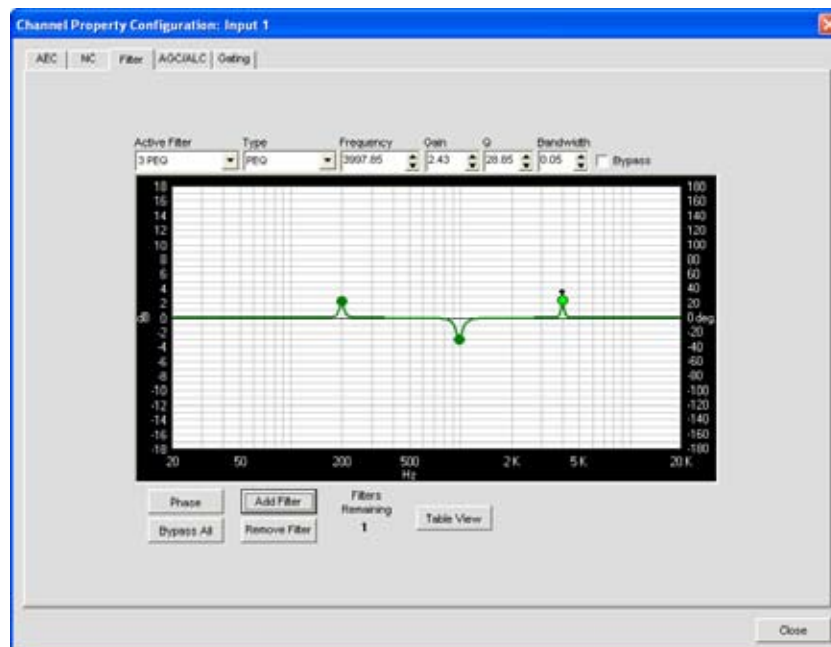 Channel Property Configuration: Input 1
AEC NC Filter AGC/ALC Gating
Active Filter Type Frequency Gain Q Bandwidth
3 PEQ PEQ 3997.85 2.43 28.85 0.05 Bypass
18 180
16 160
14 140
12 120
10 100
8 80
6 60
4 40
2 20
dB 0 0 deg
-2 -20
-4 -40
-6 -60
-8 -80
-10 -100
-12 -120
-14 -140
-16 -160
-18 -180
20 50 200 500 2K 5K 20K
Hz
Phase Add Filter Filters Remaining Table View
Bypass All Remove Filter 1
Close